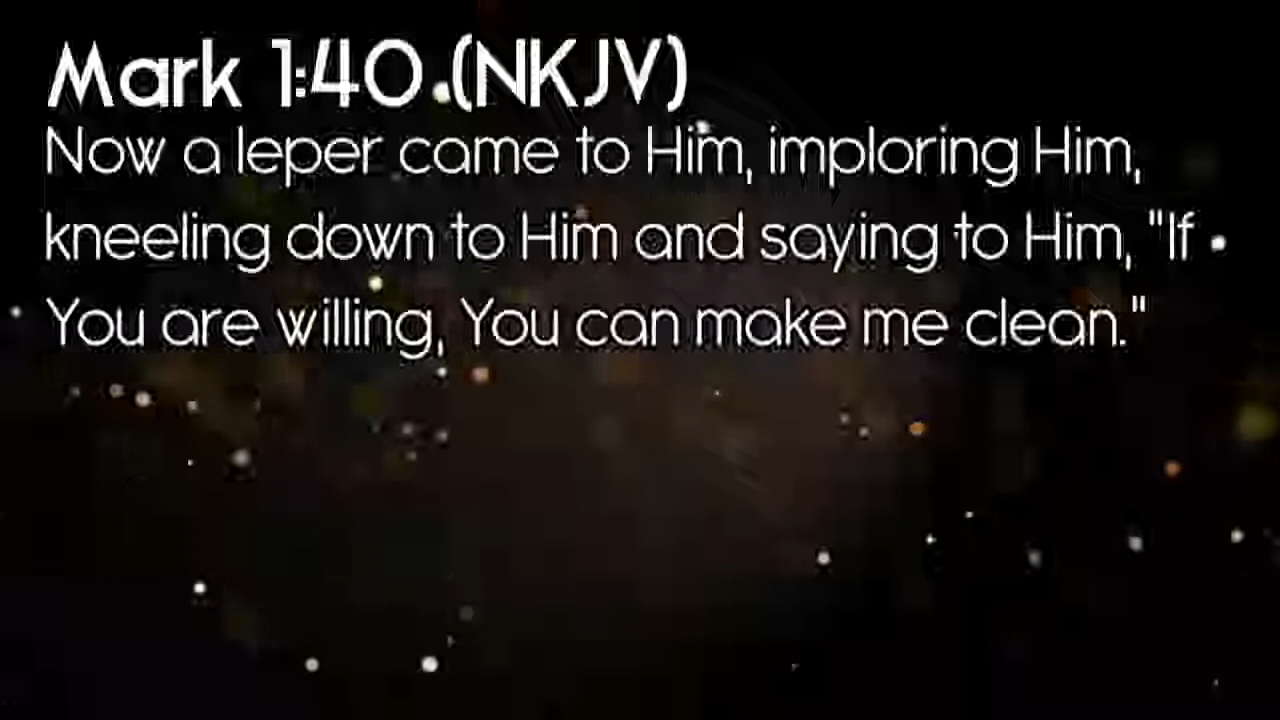 Mark 1:40 (NKJV)
Now a leper came to Him, imploring Him,
kneeling down to Him and saying to Him, "If
You are willing, You can make me clean."